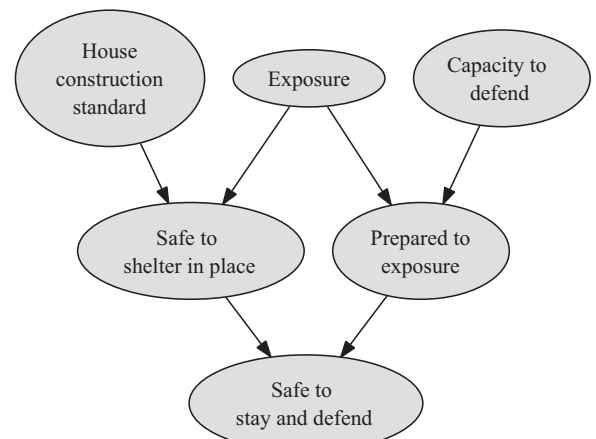 House
construction
standard
Exposure
Capacity to
defend
Safe to
shelter in place
Prepared to
exposure
Safe to
stay and defend